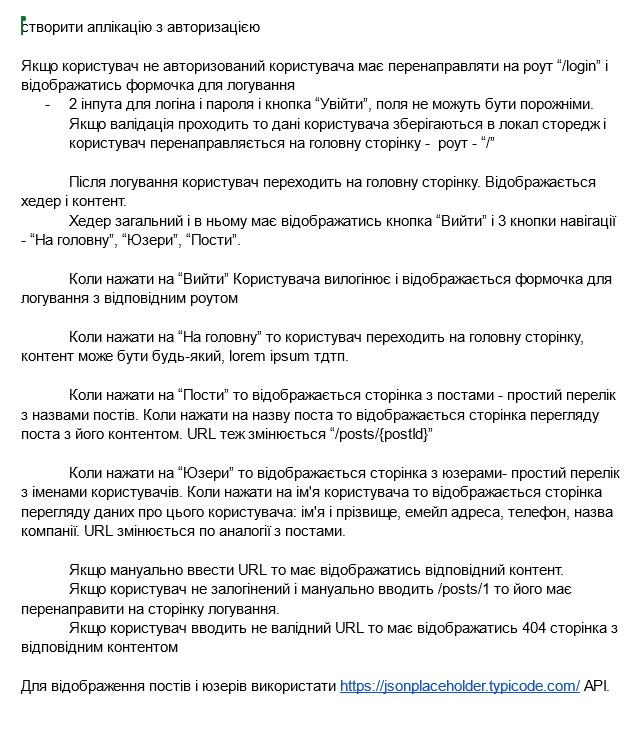 створити аплікацію з авторизацією
Якщо користувач не авторизований користувача має перенаправляти на роут “/login” і
відображатись формочка для логування
- 2 інпута для логіна і пароля і кнопка “Увійти”, поля не можуть бути порожніми.
Якщо валідація проходить то дані користувача зберігаються в локал сторедж і
користувач перенаправляється на головну сторінку - роут - “/”
Після логування користувач переходить на головну сторінку. Відображається
хедер і контент.
Хедер загальний і в ньому має відображатись кнопка “Вийти” і 3 кнопки навігації
- “На головну”, “Юзери”, “Пости”.
Коли нажати на “Вийти” Користувача вилогінює і відображається формочка для
логування з відповідним роутом
Коли нажати на “На головну” то користувач переходить на головну сторінку,
контент може бути будь-який, lorem ipsum тдтп.
Коли нажати на “Пости” то відображається сторінка з постами - простий перелік
з назвами постів. Коли нажати на назву поста то відображається сторінка перегляду
поста з його контентом. URL теж змінюється “/posts/{postId}”
Коли нажати на “Юзери” то відображається сторінка з юзерами- простий перелік
з іменами користувачів. Коли нажати на ім'я користувача то відображається сторінка
перегляду даних про цього користувача: ім'я і прізвище, емейл адреса, телефон, назва
компанії. URL змінюється по аналогії з постами.
Якщо мануально ввести URL то має відображатись відповідний контент.
Якщо користувач не залогінений і мануально вводить /posts/1 то його має
перенаправити на сторінку логування.
Якщо користувач вводить не валідний URL то має відображатись 404 сторінка з
відповідним контентом
Для відображення постів і юзерів використати https://jsonplaceholder.typicode.com/ API.